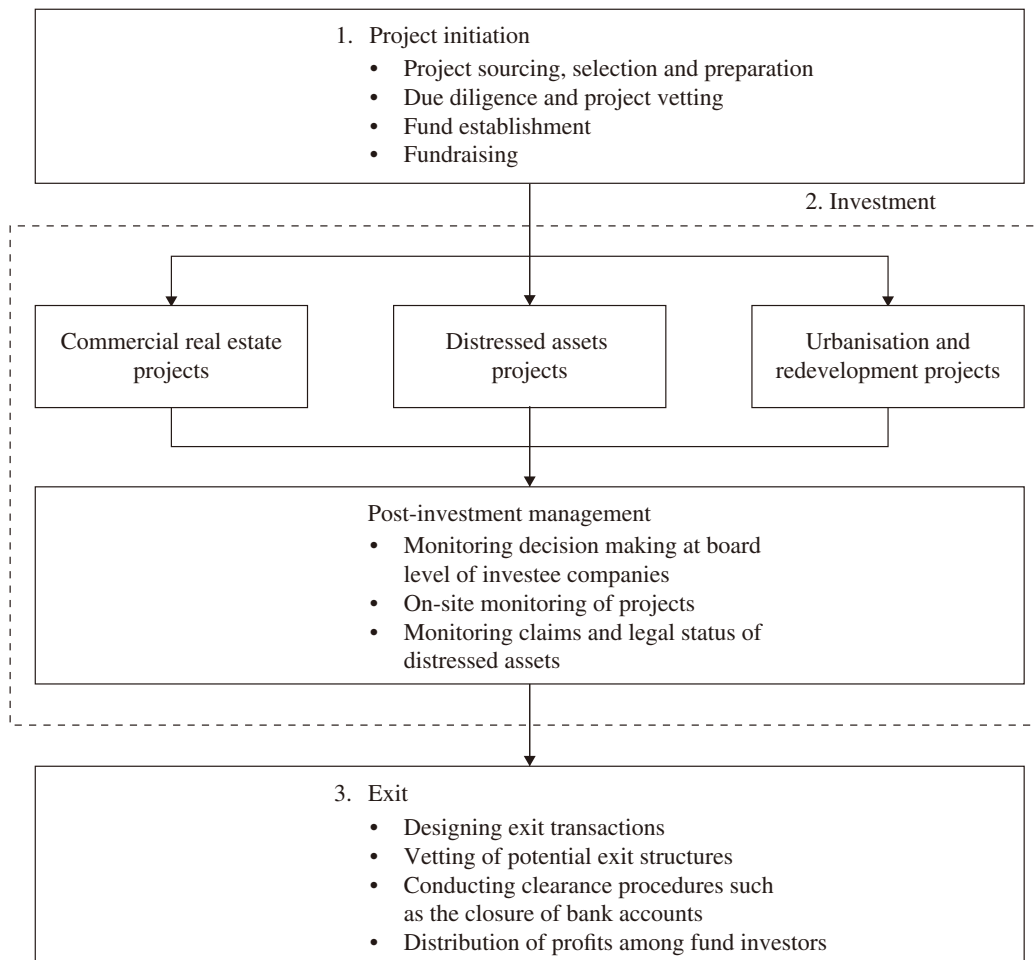 1. Project initiation
• Project sourcing, selection and preparation
• Due diligence and project vetting
• Fund establishment
• Fundraising
2. Investment
Commercial real estate
projects
Distressed assets
projects
Urbanisation and
redevelopment projects
Post-investment management
• Monitoring decision making at board
level of investee companies
• On-site monitoring of projects
• Monitoring claims and legal status of
distressed assets
3. Exit
• Designing exit transactions
• Vetting of potential exit structures
• Conducting clearance procedures such
as the closure of bank accounts
• Distribution of profits among fund investors